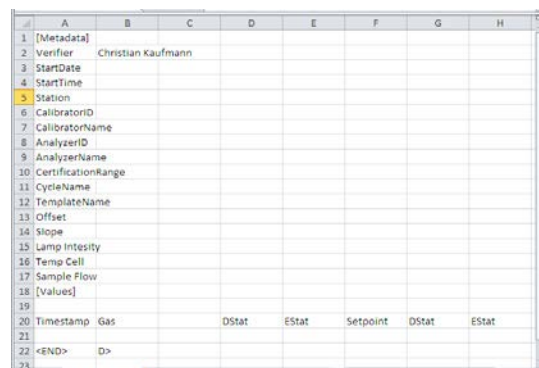 A B C D E F G H
1 [Metadata]
2 Verifier Christian Kaufmann
3 StartDate
4 StartTime
5 Station
6 CalibratorID
7 CalibratorName
8 AnalyzerID
9 AnalyzerName
10 CertificationRange
11 CycleName
12 TemplateName
13 Offset
14 Slope
15 Lamp Intesity
16 Temp Cell
17 Sample Flow
18 [Values]
19
20 Timestamp Gas DStat EStat Setpoint DStat EStat
21
22 <END> D>
23